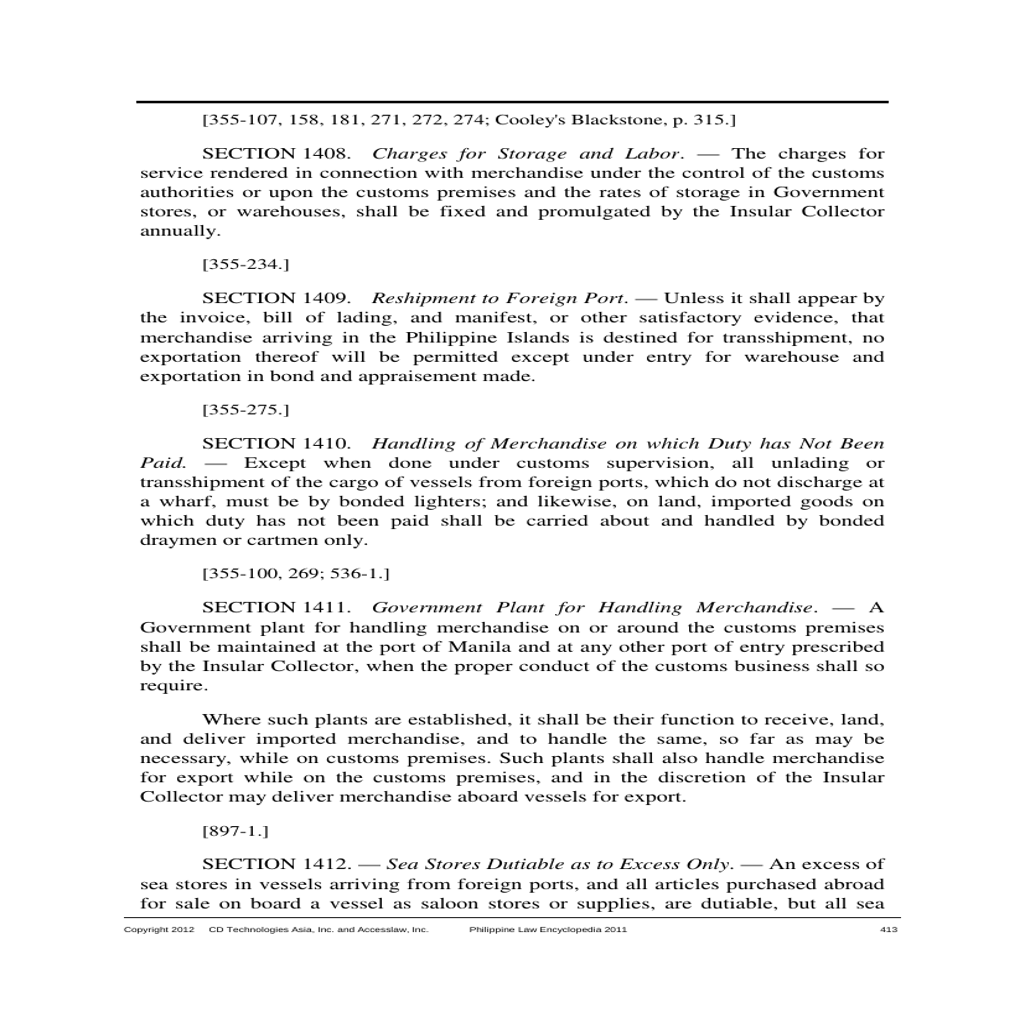 [355-107, 158, 181, 271, 272, 274; Cooley's Blackstone, p. 315.]
SECTION 1408. Charges for Storage and Labor. — The charges for
service rendered in connection with merchandise under the control of the customs
authorities or upon the customs premises and the rates of storage in Government
stores, or warehouses, shall be fixed and promulgated by the Insular Collector
annually.
[355-234.]
SECTION 1409. Reshipment to Foreign Port. — Unless it shall appear by
the invoice, bill of lading, and manifest, or other satisfactory evidence, that
merchandise arriving in the Philippine Islands is destined for transshipment, no
exportation thereof will be permitted except under entry for warehouse and
exportation in bond and appraisement made.
[355-275.]
SECTION 1410. Handling of Merchandise on which Duty has Not Been
Paid. — Except when done under customs supervision, all unlading or
transshipment of the cargo of vessels from foreign ports, which do not discharge at
a wharf, must be by bonded lighters; and likewise, on land, imported goods on
which duty has not been paid shall be carried about and handled by bonded
draymen or cartmen only.
[355-100, 269; 536-1.]
SECTION 1411. Government Plant for Handling Merchandise. — A
Government plant for handling merchandise on or around the customs premises
shall be maintained at the port of Manila and at any other port of entry prescribed
by the Insular Collector, when the proper conduct of the customs business shall so
require.
Where such plants are established, it shall be their function to receive, land,
and deliver imported merchandise, and to handle the same, so far as may be
necessary, while on customs premises. Such plants shall also handle merchandise
for export while on the customs premises, and in the discretion of the Insular
Collector may deliver merchandise aboard vessels for export.
[897-1.]
SECTION 1412. — Sea Stores Dutiable as to Excess Only. — An excess of
sea stores in vessels arriving from foreign ports, and all articles purchased abroad
for sale on board a vessel as saloon stores or supplies, are dutiable, but all sea
Copyright 2012 CD Technologies Asia, Inc. and Accesslaw, Inc. Philippine Law Encyclopedia 2011 413